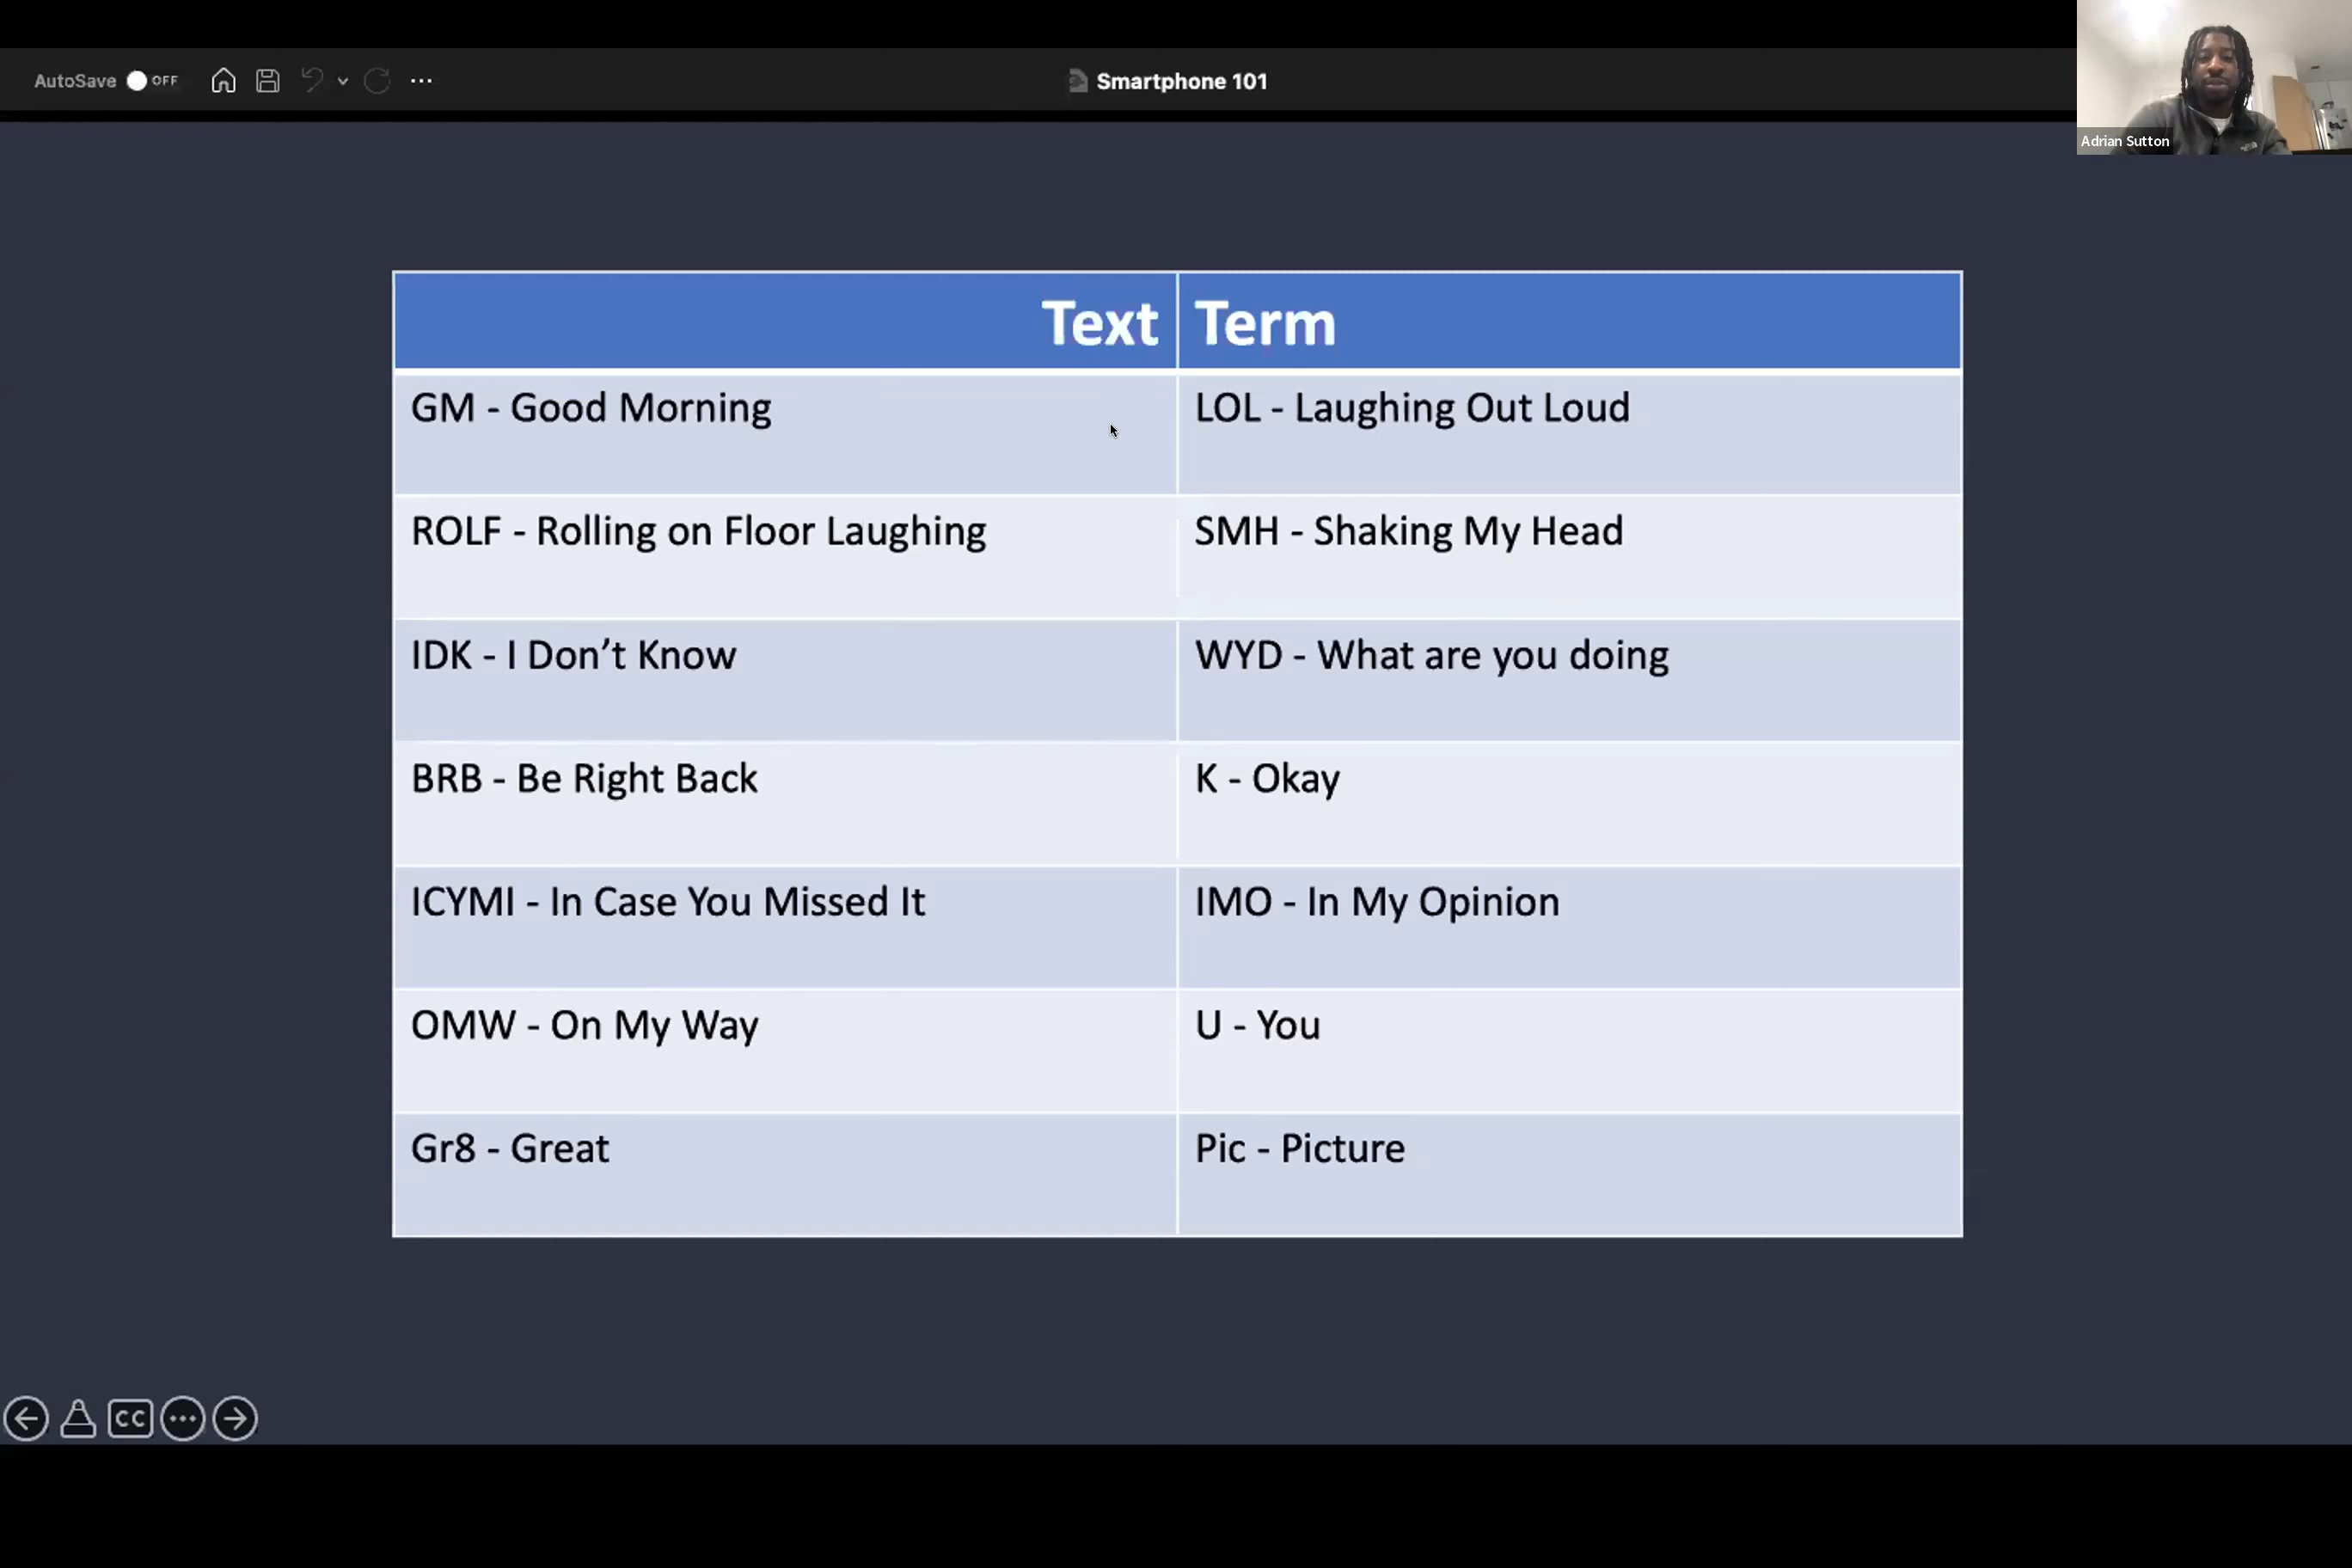 AutoSave OFF
Smartphone 101
Adrian Sutton
Text Term
GM - Good Morning LOL - Laughing Out Loud
ROLF - Rolling on Floor Laughing SMH - Shaking My Head
IDK - I Don’t Know WYD - What are you doing
BRB - Be Right Back K - Okay
ICYMI - In Case You Missed It IMO - In My Opinion
OMW - On My Way U - You
Gr8 - Great Pic - Picture
CC